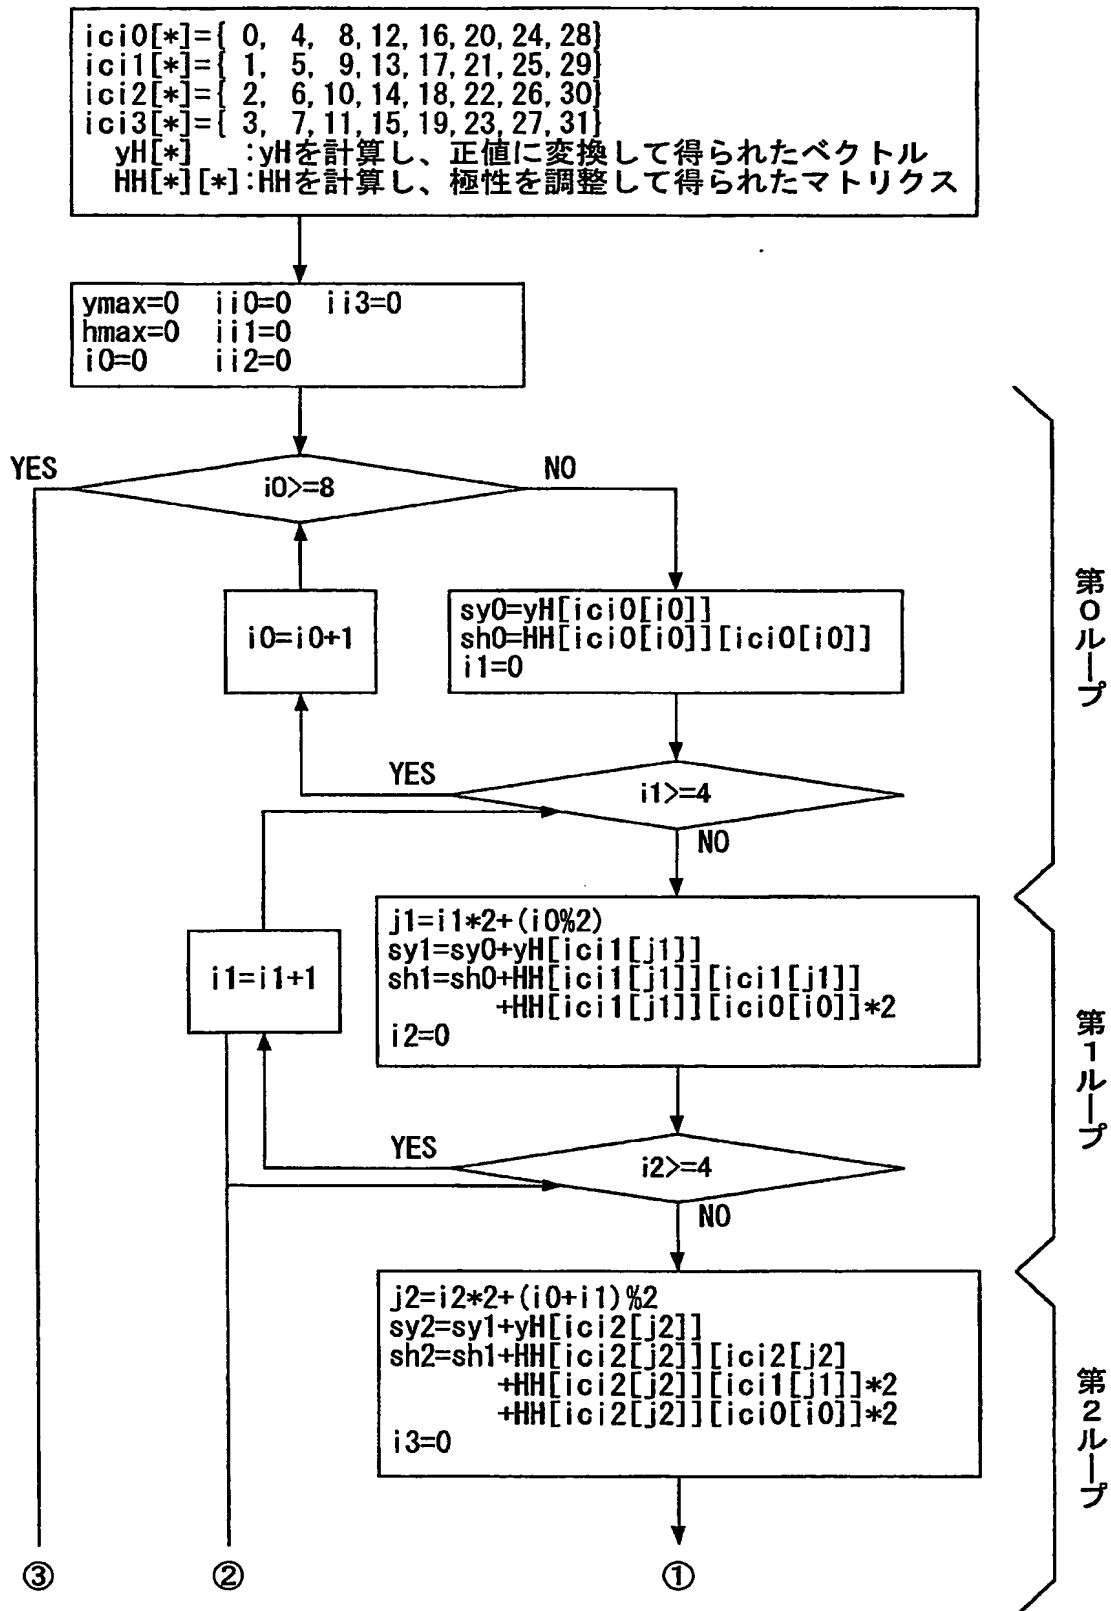 ici0[*]={ 0, 4, 8,12,16,20,24,28}
ici1[*]={ 1, 5, 9,13,17,21,25,29}
ici2[*]={ 2, 6,10,14,18,22,26,30}
ici3[*]={ 3, 7,11,15,19,23,27,31}
yH[*] :yHを計算し、正値に変換して得られたベクトル
HH[*][*]:HHを計算し、極性を調整して得られたマトリクス
ymax=0 ii0=0 ii3=0
hmax=0 ii1=0
i0=0 ii2=0
YES
i0>=8
NO
i0=i0+1
sy0=yH[ici0[i0]]
sh0=HH[ici0[i0]][ici0[i0]]
i1=0
第0ループ
YES
i1>=4
NO
i1=i1+1
j1=i1*2+(i0%2)
sy1=sy0+yH[ici1[j1]]
sh1=sh0+HH[ici1[j1]][ici1[j1]]
+HH[ici1[j1]][ici0[i0]]*2
i2=0
第1ループ
YES
i2>=4
NO
j2=i2*2+(i0+i1)%2
sy2=sy1+yH[ici2[j2]]
sh2=sh1+HH[ici2[j2]][ici2[j2]
+HH[ici2[j2]][ici1[j1]]*2
+HH[ici2[j2]][ici0[i0]]*2
i3=0
第2ループ
③
②
①